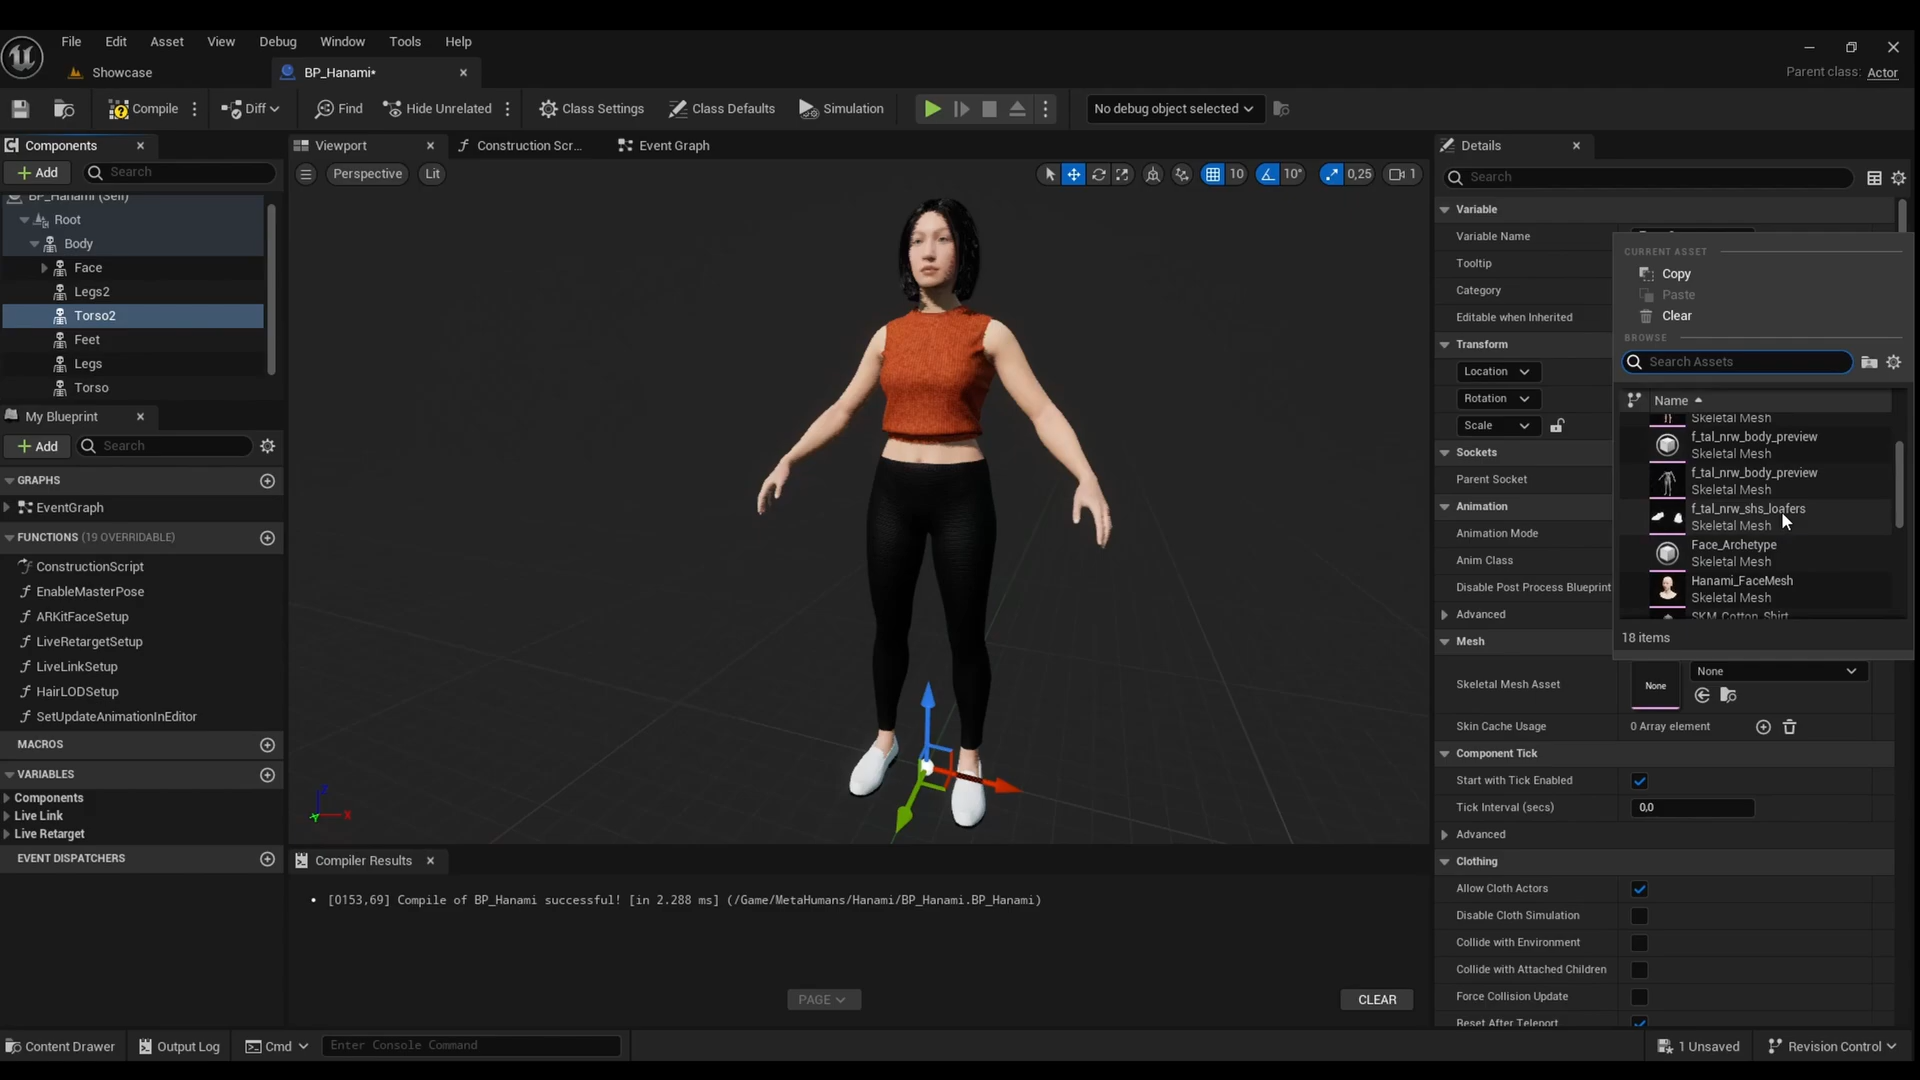 File Edit Asset View Debug Window Tools Help
Showcase
BP_Hanami*
Parent class: Actor
Compile
Diff
Find
Hide Unrelated
Class Settings
Class Defaults
Simulation
No debug object selected
Components
Add
Search
BP_Hanami (Self)
Root
Body
Face
Legs2
Torso2
Feet
Legs
Torso
My Blueprint
Add
Search
GRAPHS
EventGraph
FUNCTIONS (19 OVERRIDABLE)
ConstructionScript
EnableMasterPose
ARKitFaceSetup
LiveRetargetSetup
LiveLinkSetup
HairLODSetup
SetUpdateAnimationInEditor
MACROS
VARIABLES
Components
Live Link
Live Retarget
EVENT DISPATCHERS
Viewport
Construction Scr...
Event Graph
Perspective
Lit
10
10°
0,25
1
Z
X
Y
Compiler Results
• [0153,69] Compile of BP_Hanami successful! [in 2.288 ms] (/Game/MetaHumans/Hanami/BP_Hanami.BP_Hanami)
PAGE
CLEAR
Details
Search
Variable
Variable Name
Tooltip
Category
Editable when Inherited
Transform
Location
Rotation
Scale
Sockets
Parent Socket
Animation
Animation Mode
Anim Class
Disable Post Process Blueprint
Advanced
Mesh
Skeletal Mesh Asset
None
None
Skin Cache Usage
0 Array element
Component Tick
Start with Tick Enabled
Tick Interval (secs)
0,0
Advanced
Clothing
Allow Cloth Actors
Disable Cloth Simulation
Collide with Environment
Collide with Attached Children
Force Collision Update
Reset After Teleport
CURRENT ASSET
Copy
Paste
Clear
BROWSE
Search Assets
Name
Skeletal Mesh
f_tal_nrw_body_preview
Skeletal Mesh
f_tal_nrw_body_preview
Skeletal Mesh
f_tal_nrw_shs_loafers
Skeletal Mesh
Face_Archetype
Skeletal Mesh
Hanami_FaceMesh
Skeletal Mesh
SKM_Cotton_Shirt
18 items
Content Drawer
Output Log
Cmd
Enter Console Command
1 Unsaved
Revision Control